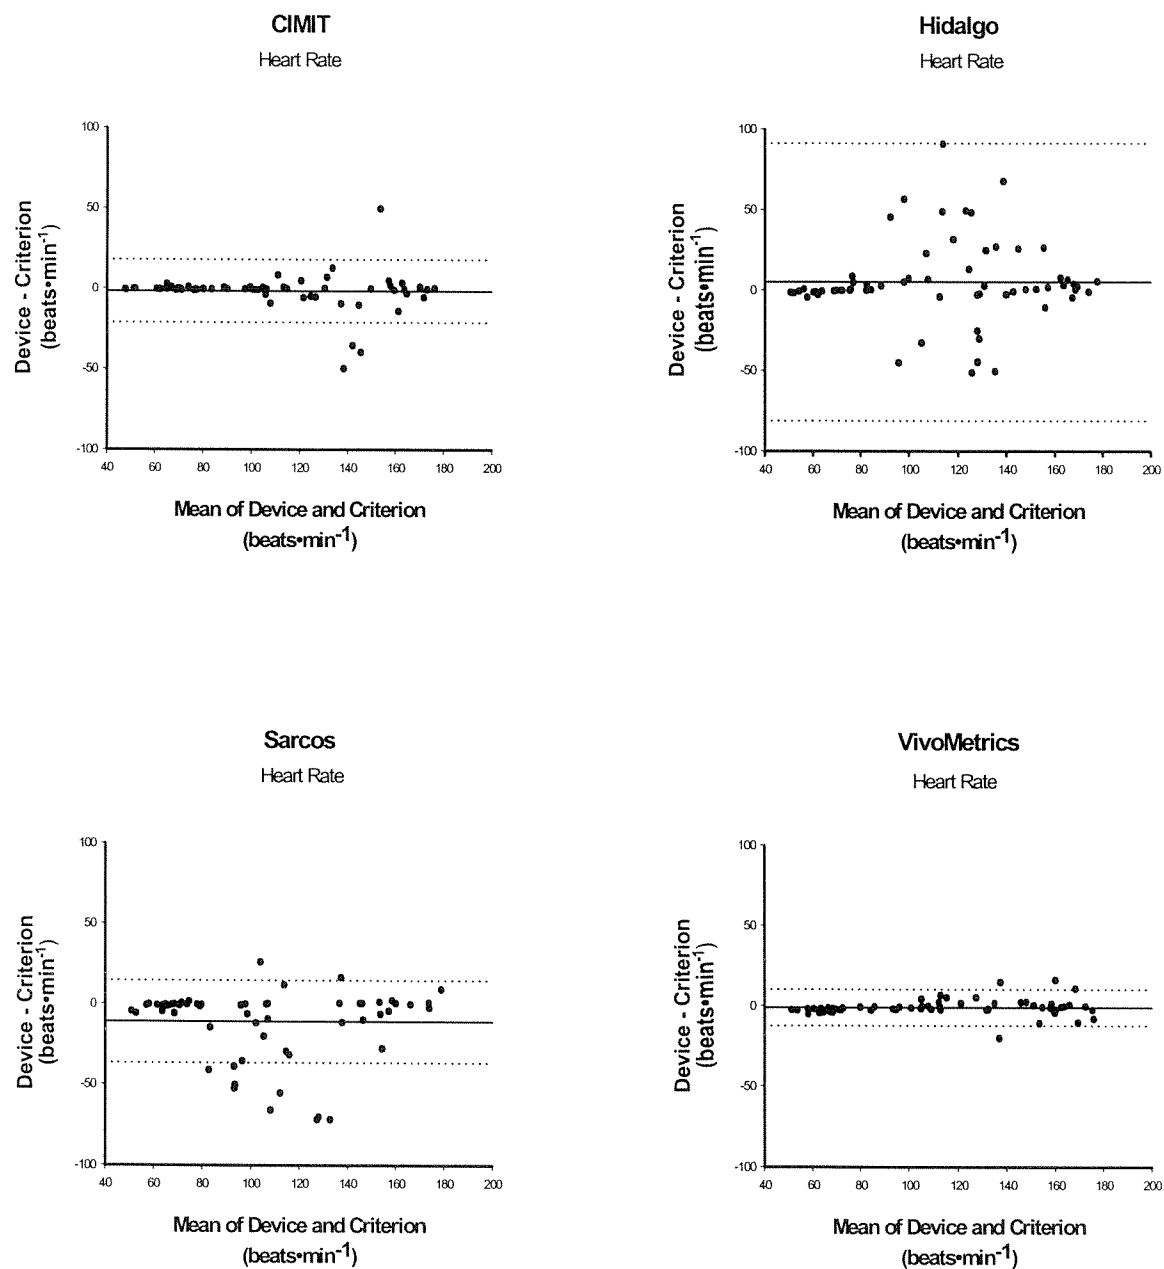 CIMIT
Heart Rate
100
50
0
-50
-100
40 60 80 100 120 140 160 180 200
Device - Criterion
(beats•min-1)
Mean of Device and Criterion
(beats•min-1)
Hidalgo
Heart Rate
100
50
0
-50
-100
40 60 80 100 120 140 160 180 200
Device - Criterion
(beats•min-1)
Mean of Device and Criterion
(beats•min-1)
Sarcos
Heart Rate
100
50
0
-50
-100
40 60 80 100 120 140 160 180 200
Device - Criterion
(beats•min-1)
Mean of Device and Criterion
(beats•min-1)
VivoMetrics
Heart Rate
100
50
0
-50
-100
40 60 80 100 120 140 160 180 200
Device - Criterion
(beats•min-1)
Mean of Device and Criterion
(beats•min-1)